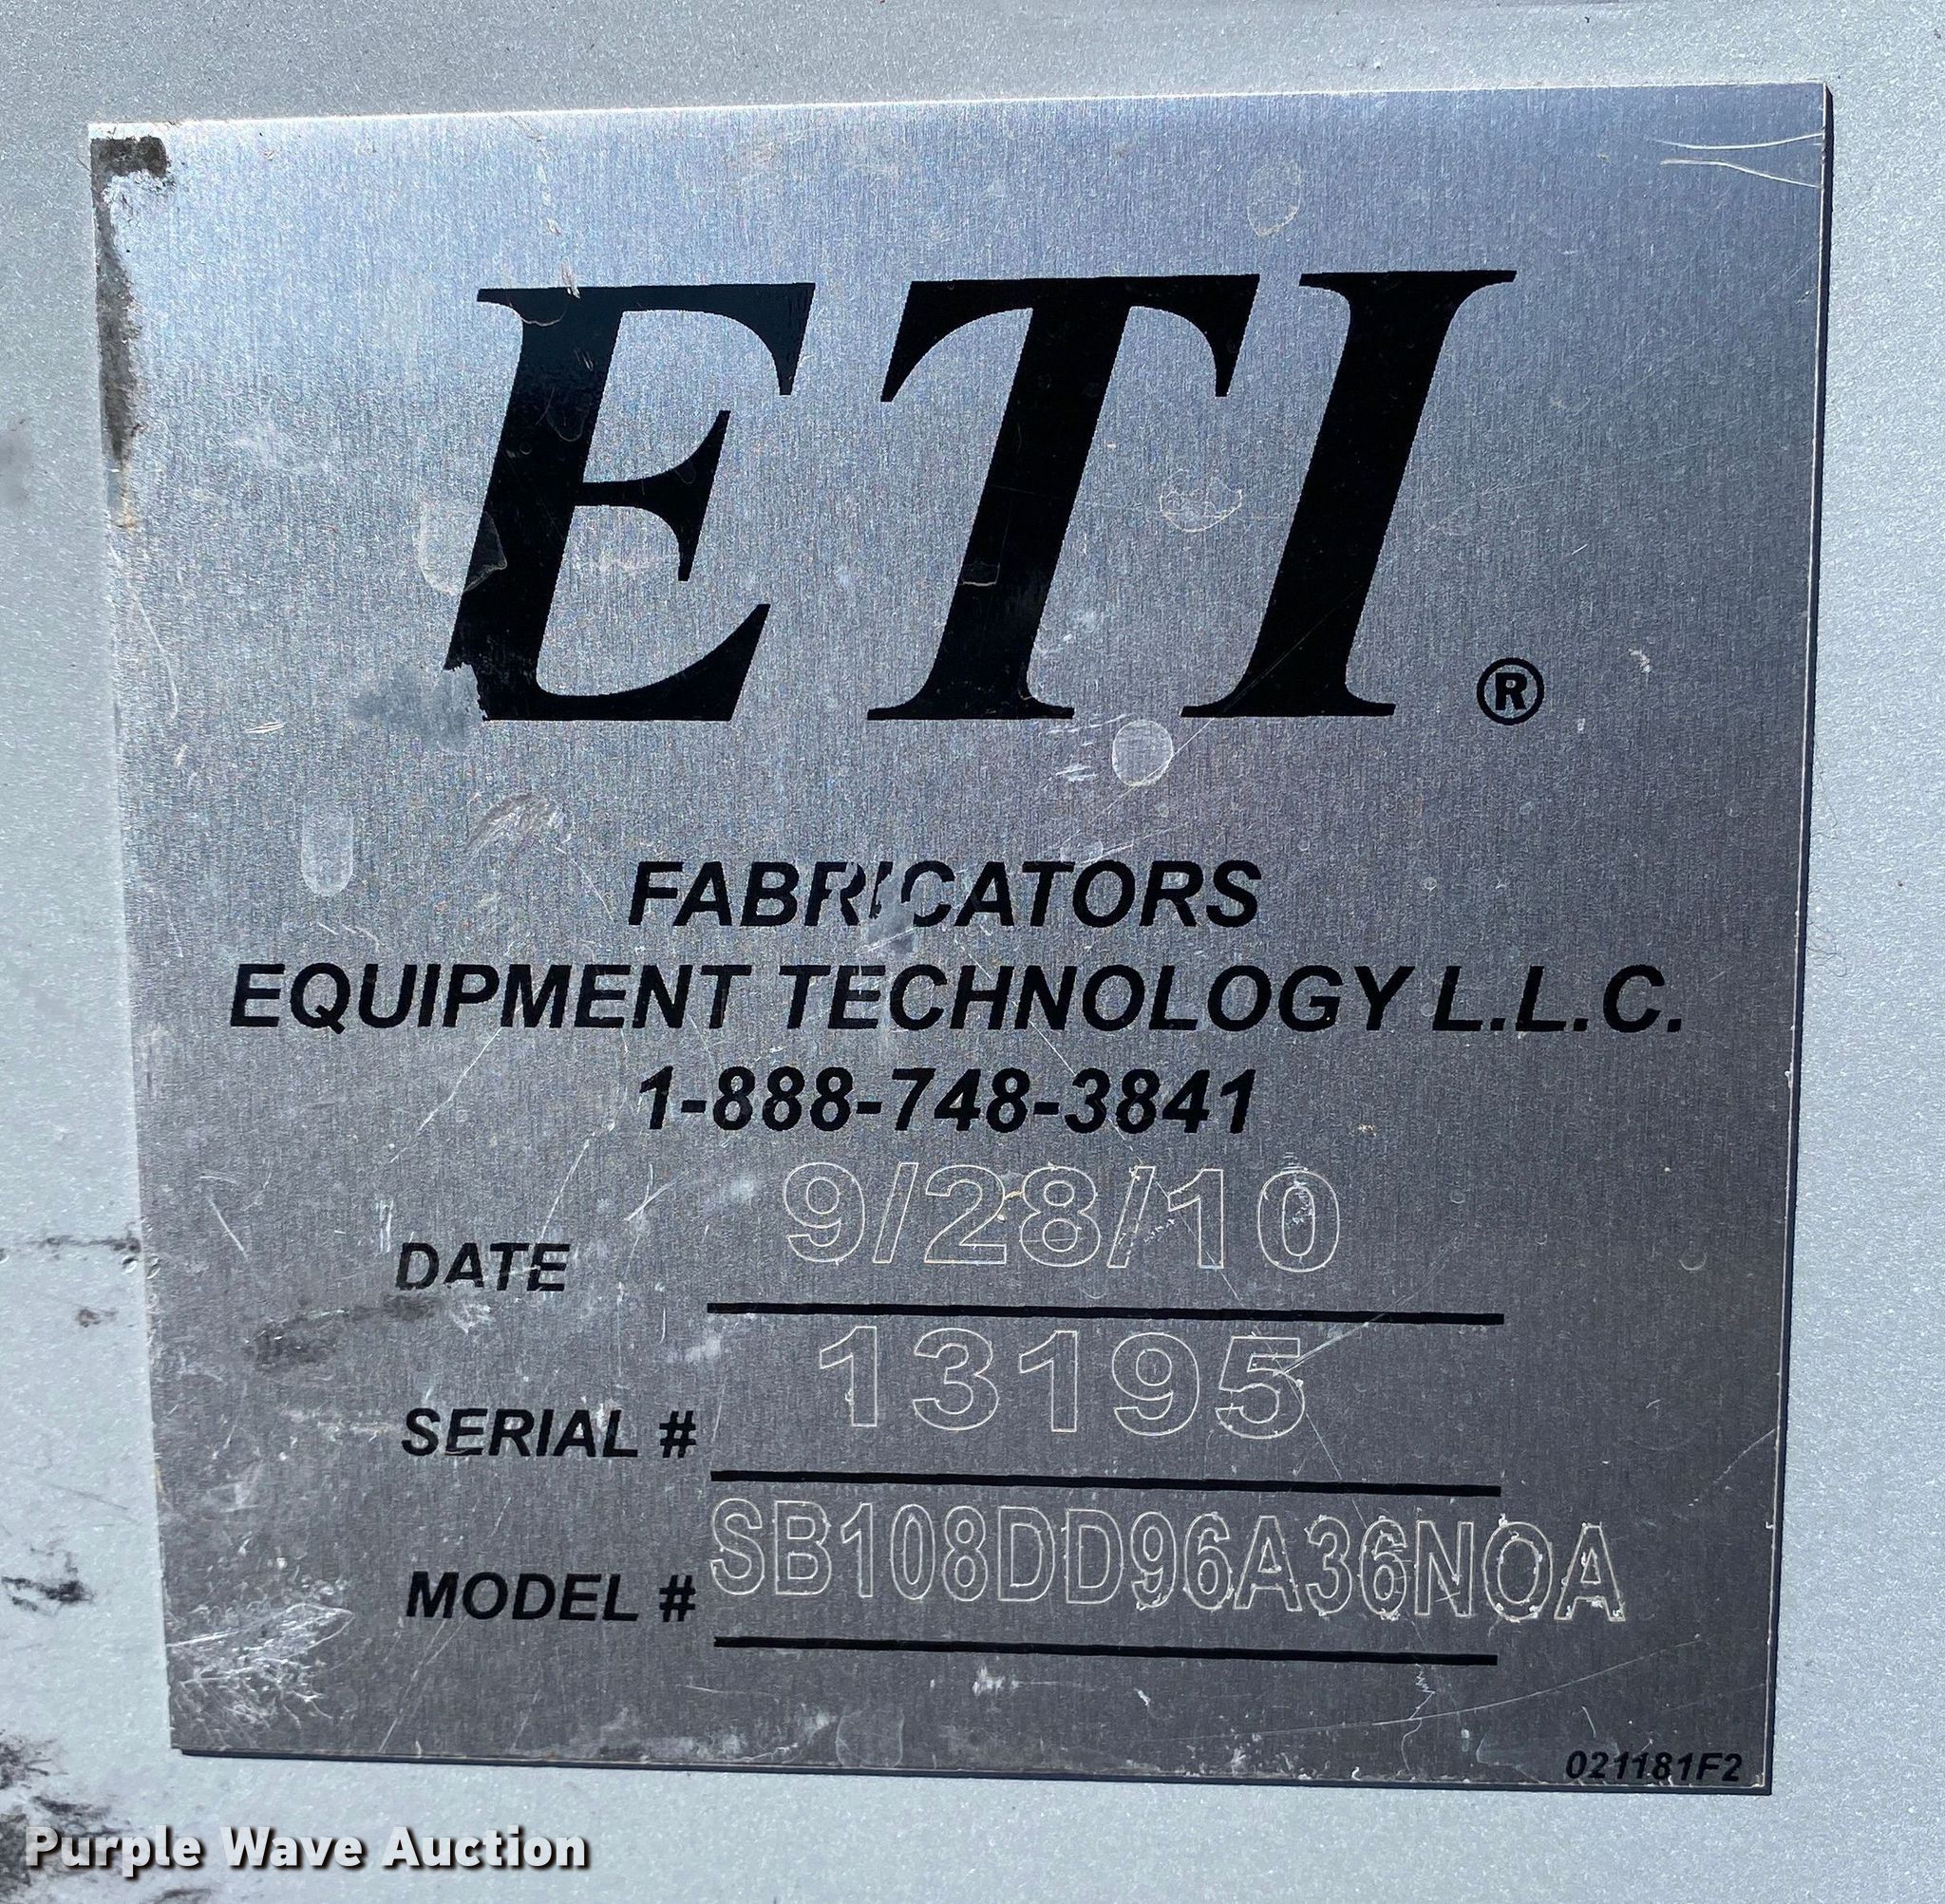 ETI®
FABRICATORS
EQUIPMENT TECHNOLOGY L.L.C.
1-888-748-3841
DATE 9/28/10
SERIAL # 13195
MODEL # SB108DD96A36NOA
021181F2
Purple Wave Auction